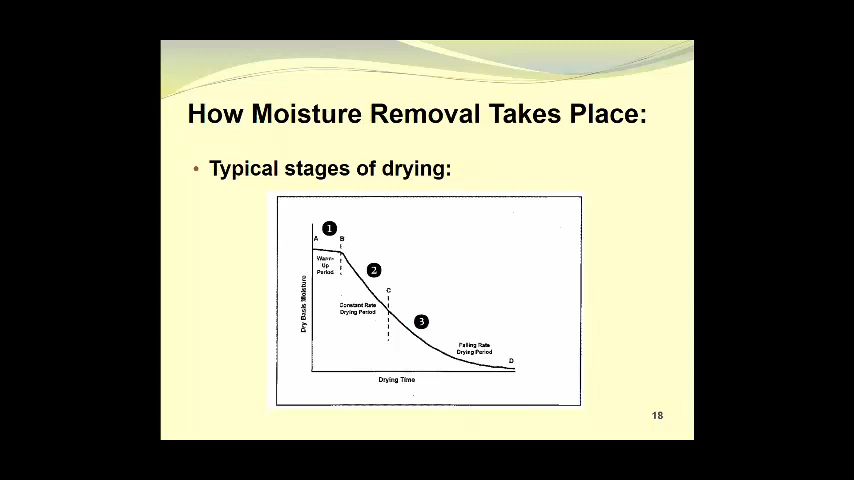 How Moisture Removal Takes Place:
• Typical stages of drying:
1
A B
Warm-
Up
Period
2
C
Constant Rate
Drying Period
3
Falling Rate
Drying Period
D
Dry Basis Moisture
Drying Time
18